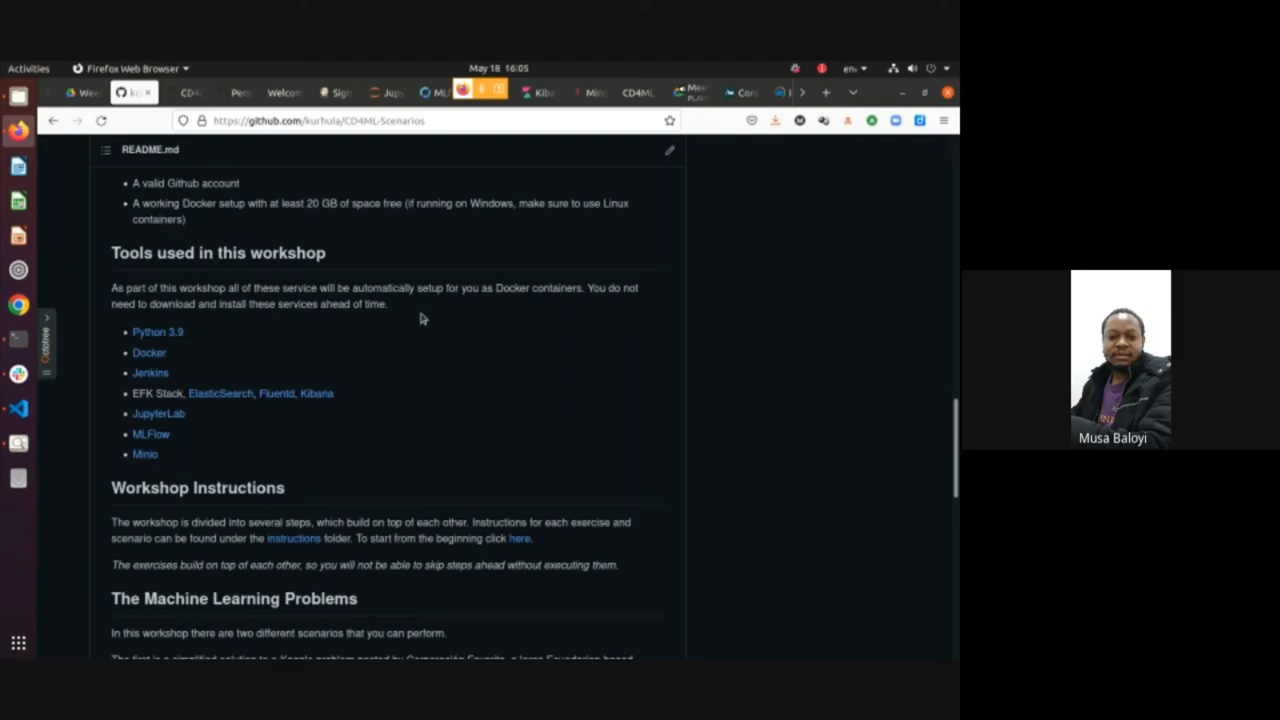 Activities
Firefox Web Browser
May 18 16:05
en
Sign
Welcom
CD4ML
https://github.com/kurhula/CD4ML-Scenarios
README.md
A valid Github account
A working Docker setup with at least 20 GB of space free (if running on Windows, make sure to use Linux
containers)
Tools used in this workshop
As part of this workshop all of these service will be automatically setup for you as Docker containers. You do not
need to download and install these services ahead of time.
Octotree
Python 3.9
Docker
Jenkins
EFK Stack, ElasticSearch, Fluentd, Kibana
JupyterLab
MLFlow
Minio
Musa Baloyi
Workshop Instructions
The workshop is divided into several steps, which build on top of each other. Instructions for each exercise and
scenario can be found under the instructions folder. To start from the beginning click here.
The exercises build on top of each other, so you will not be able to skip steps ahead without executing them.
The Machine Learning Problems
In this workshop there are two different scenarios that you can perform.